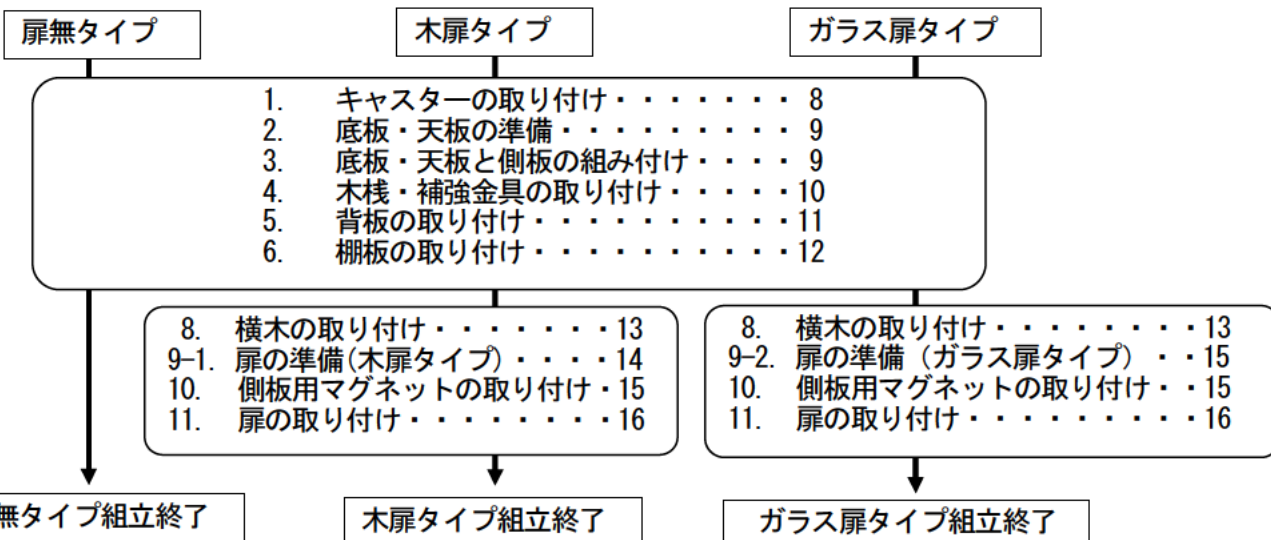 扉無タイプ
木扉タイプ
ガラス扉タイプ
1. キャスターの取り付け・・・・・・・ 8
2. 底板・天板の準備・・・・・・・・・ 9
3. 底板・天板と側板の組み付け・・・・ 9
4. 木桟・補強金具の取り付け・・・・・10
5. 背板の取り付け・・・・・・・・・・11
6. 棚板の取り付け・・・・・・・・・・12
8. 横木の取り付け・・・・・・・13
9-1. 扉の準備(木扉タイプ)・・・・14
10. 側板用マグネットの取り付け・15
11. 扉の取り付け・・・・・・・・16
8. 横木の取り付け・・・・・・・・13
9-2. 扉の準備（ガラス扉タイプ）・・15
10. 側板用マグネットの取り付け・・15
11. 扉の取り付け・・・・・・・・・16
無タイプ組立終了
木扉タイプ組立終了
ガラス扉タイプ組立終了